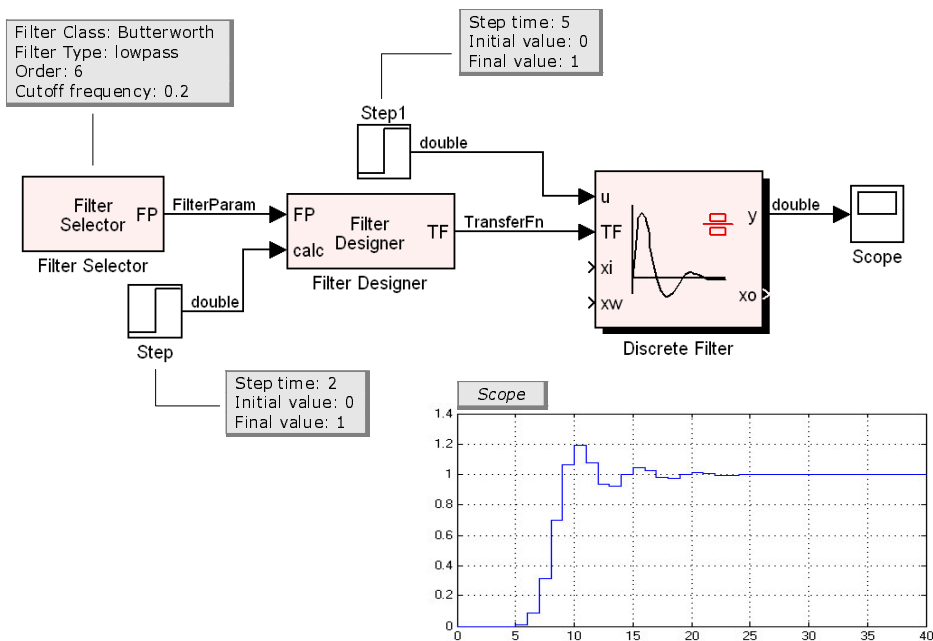 Filter Class: Butterworth
Filter Type: lowpass
Order: 6
Cutoff frequency: 0.2
Step time: 5
Initial value: 0
Final value: 1
Step1
double
Filter
Selector
FP
FilterParam
Filter Selector
FP
calc
Filter
Designer
TF
TransferFn
Filter Designer
u
TF
xi
xw
y
xo
double
Discrete Filter
Scope
double
Step
Step time: 2
Initial value: 0
Final value: 1
Scope
1.4
1.2
1
0.8
0.6
0.4
0.2
0
0 5 10 15 20 25 30 35 40